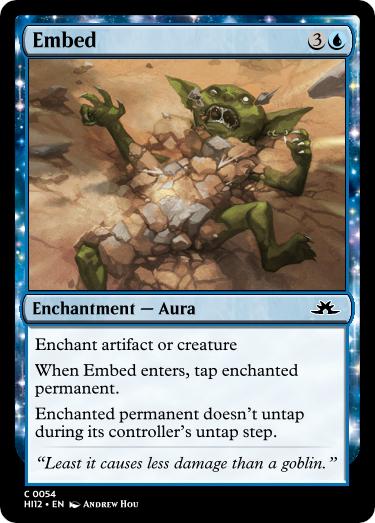 Embed
3
Enchantment — Aura
Enchant artifact or creature
When Embed enters, tap enchanted
permanent.
Enchanted permanent doesn't untap
during its controller's untap step.
"Least it causes less damage than a goblin."
C 0054
HI12 • EN Andrew Hou